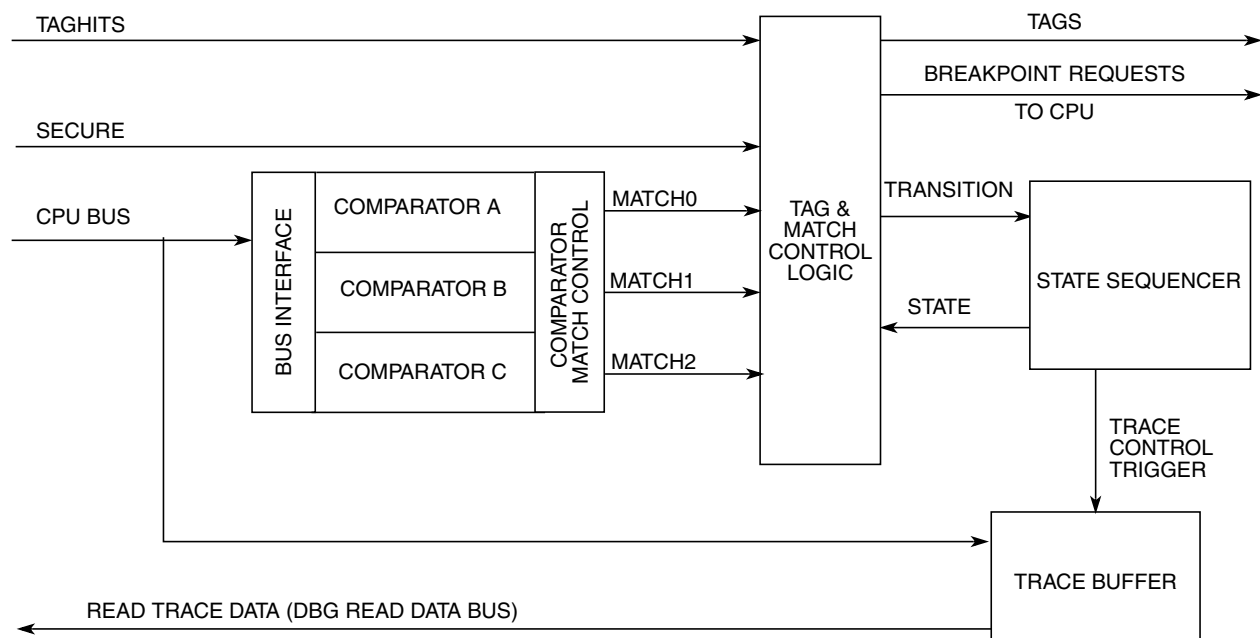 TAGHITS
TAGS
BREAKPOINT REQUESTS
TO CPU
SECURE
CPU BUS
BUS INTERFACE
COMPARATOR A
COMPARATOR B
COMPARATOR C
COMPARATOR
MATCH CONTROL
MATCH0
MATCH1
MATCH2
TAG &
MATCH
CONTROL
LOGIC
TRANSITION
STATE
STATE SEQUENCER
TRACE
CONTROL
TRIGGER
TRACE BUFFER
READ TRACE DATA (DBG READ DATA BUS)